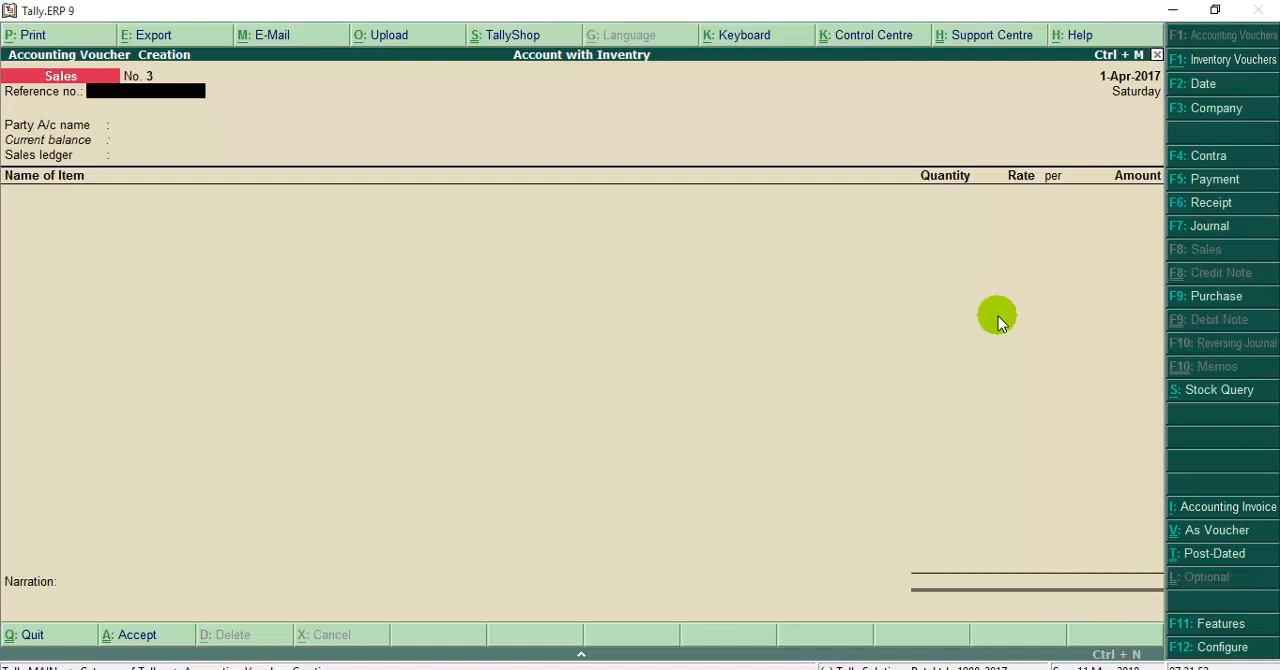 Tally.ERP 9
P: Print E: Export M: E-Mail O: Upload S: TallyShop G: Language K: Keyboard K: Control Centre H: Support Centre H: Help
Accounting Voucher Creation Account with Inventry Ctrl + M
Sales No. 3 1-Apr-2017
Reference no.: Saturday
Party A/c name :
Current balance :
Sales ledger :
Name of Item Quantity Rate per Amount
Narration:
F1: Accounting Vouchers
F1: Inventory Vouchers
F2: Date
F3: Company
F4: Contra
F5: Payment
F6: Receipt
F7: Journal
F8: Sales
F8: Credit Note
F9: Purchase
F9: Debit Note
F10: Reversing Journal
F10: Memos
S: Stock Query
I: Accounting Invoice
V: As Voucher
T: Post-Dated
L: Optional
F11: Features
F12: Configure
Q: Quit A: Accept D: Delete X: Cancel
Ctrl + N